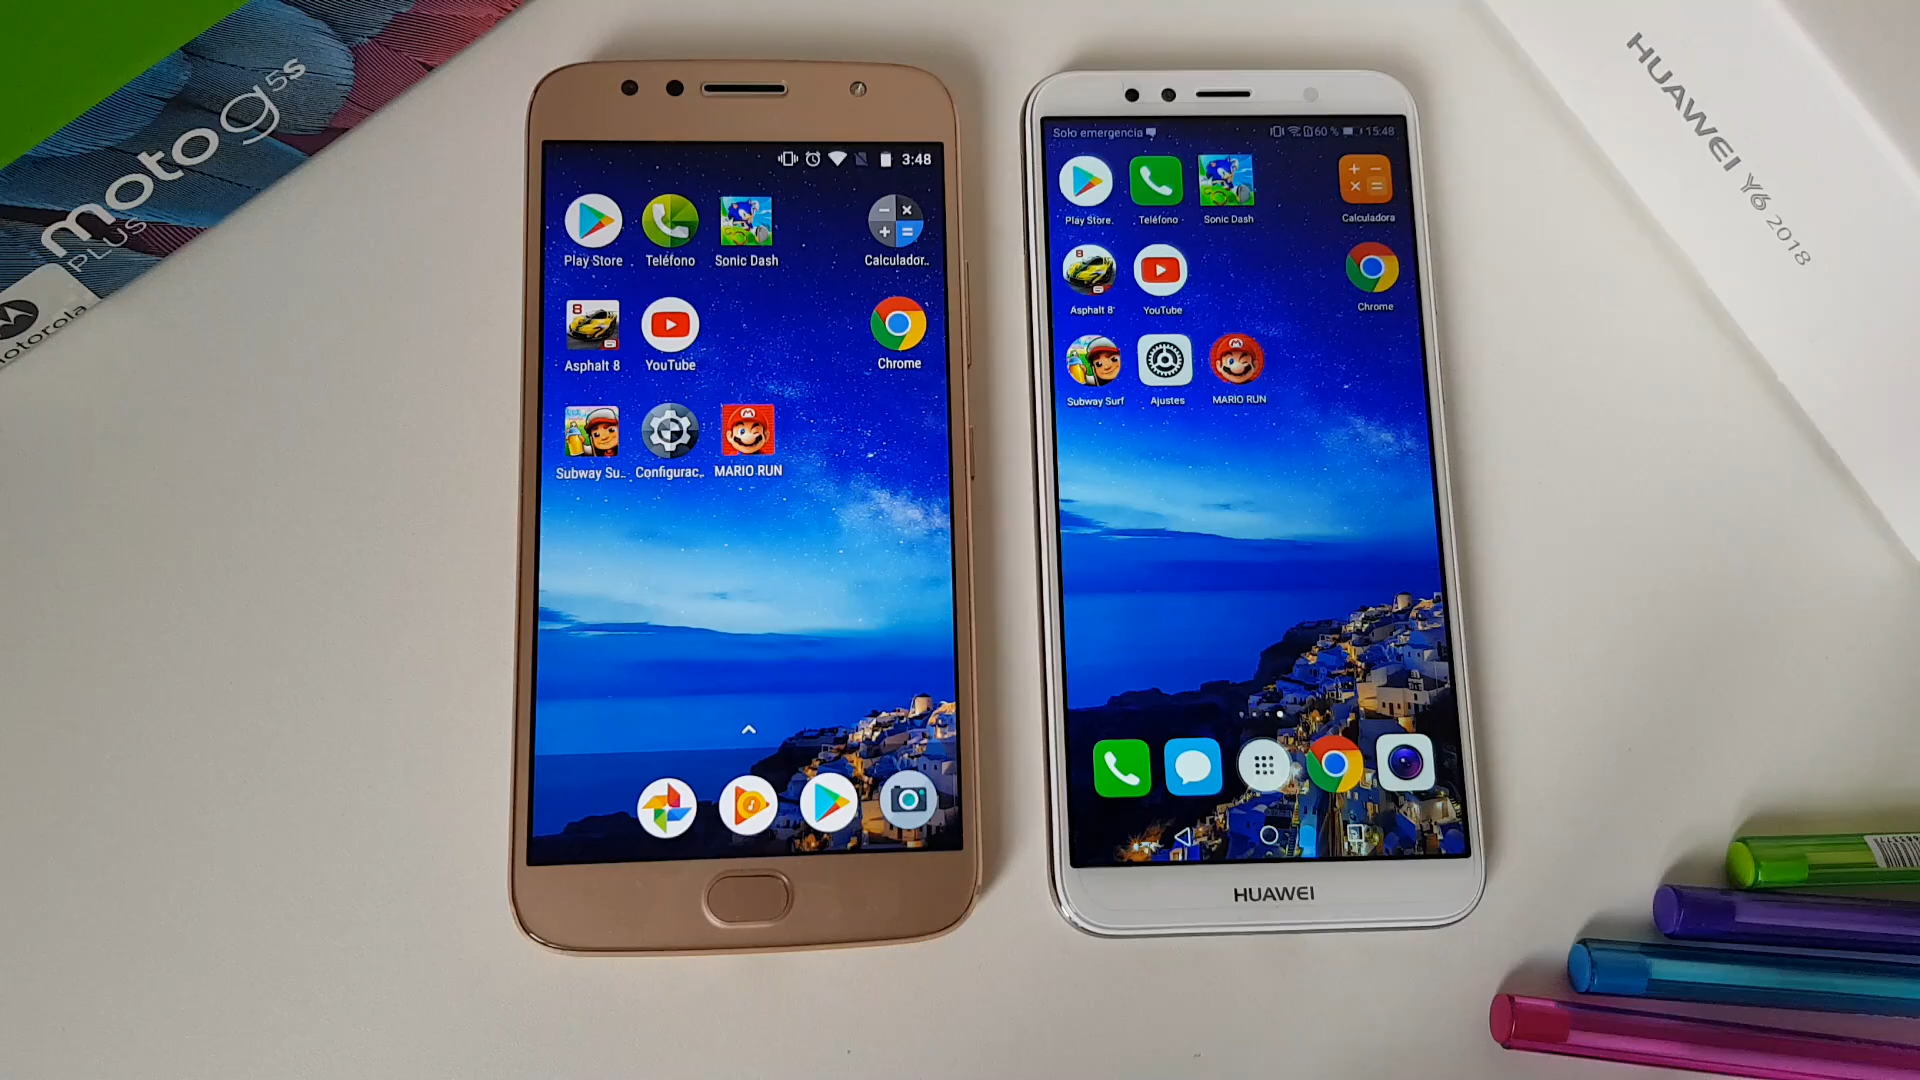 moto g5s
PLUS
motorola
HUAWEI Y6 2018
3:48
Play Store
Teléfono
Sonic Dash
Calculador..
8
Asphalt 8
YouTube
Chrome
Subway Su..
Configurac..
MARIO RUN
Solo emergencia
60 %
15:48
Play Store.
Teléfono
Sonic Dash
Calculadora
8
Asphalt 8
YouTube
Chrome
Subway Surf
Ajustes
MARIO RUN
HUAWEI